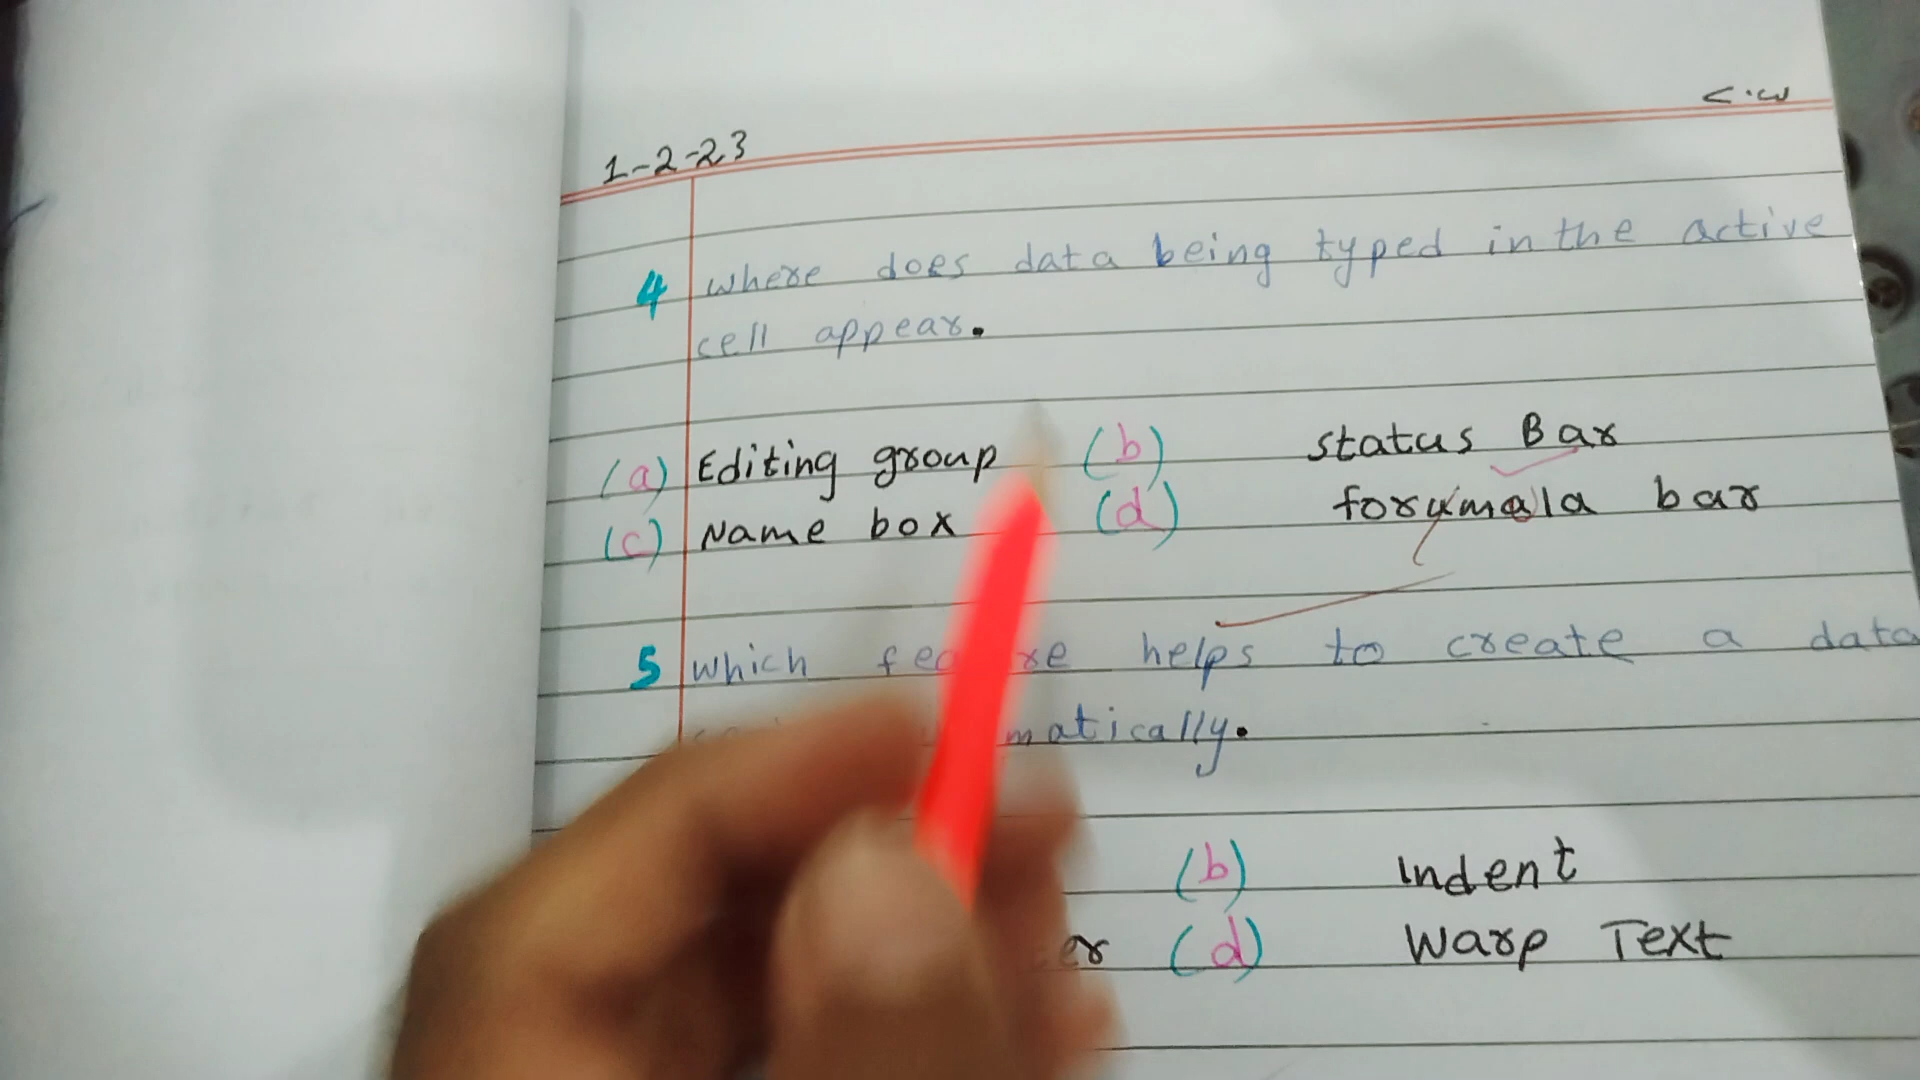 C.W
1-2-23
4 where does data being typed in the active
cell appear.
(a) Editing group (b) Status Bar
(c) Name box (d) forumala bar
5 which helps to create a data
matically.
(b) Indent
er (d) Warp Text